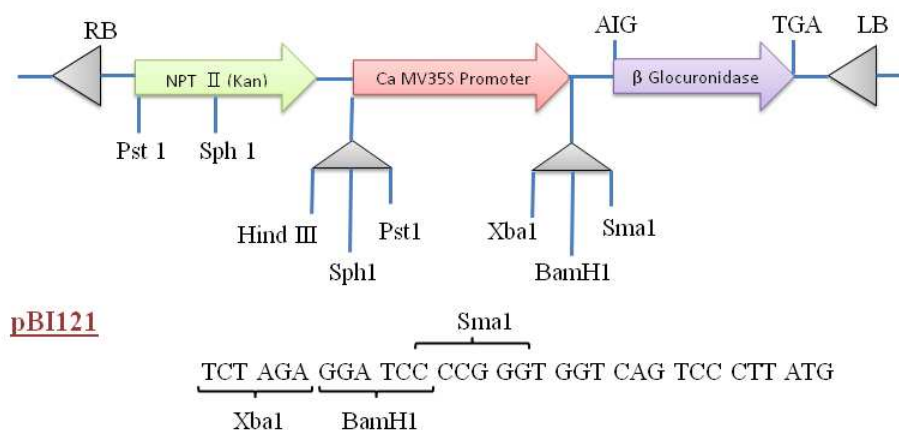 RB AIG TGA LB
NPT Ⅱ (Kan) Ca MV35S Promoter β Glocuronidase
Pst 1 Sph 1
Hind III Sph1 Pst1 Xba1 BamH1 Sma1
pBI121
Sma1
TCT AGA GGA TCC CCG GGT GGT CAG TCC CTT ATG
Xba1 BamH1